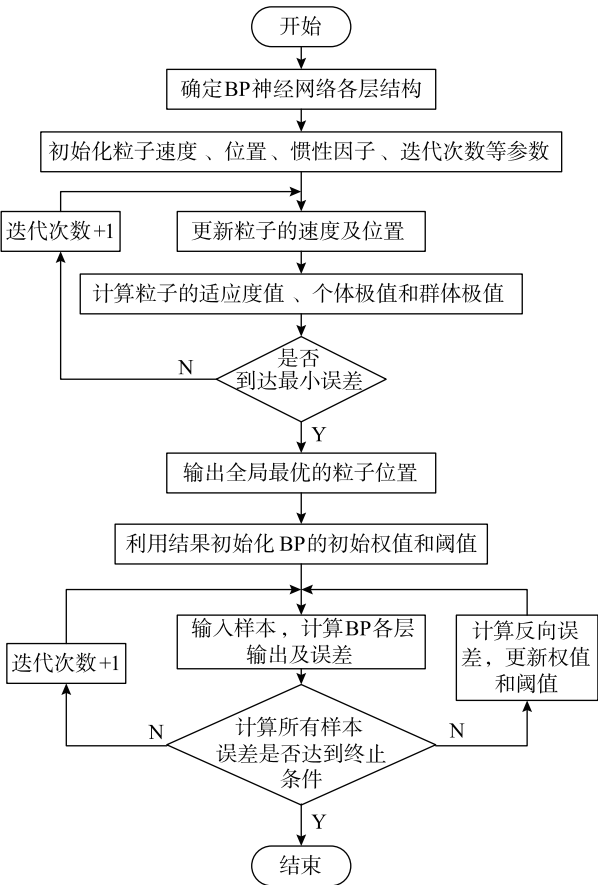 开始
确定BP神经网络各层结构
初始化粒子速度、位置、惯性因子、迭代次数等参数
迭代次数+1
更新粒子的速度及位置
计算粒子的适应度值、个体极值和群体极值
是否
到达最小误差
N
Y
输出全局最优的粒子位置
利用结果初始化BP的初始权值和阈值
迭代次数+1
输入样本，计算BP各层
输出及误差
计算反向误
差，更新权值
和阈值
N
计算所有样本
误差是否达到终止
条件
N
Y
结束